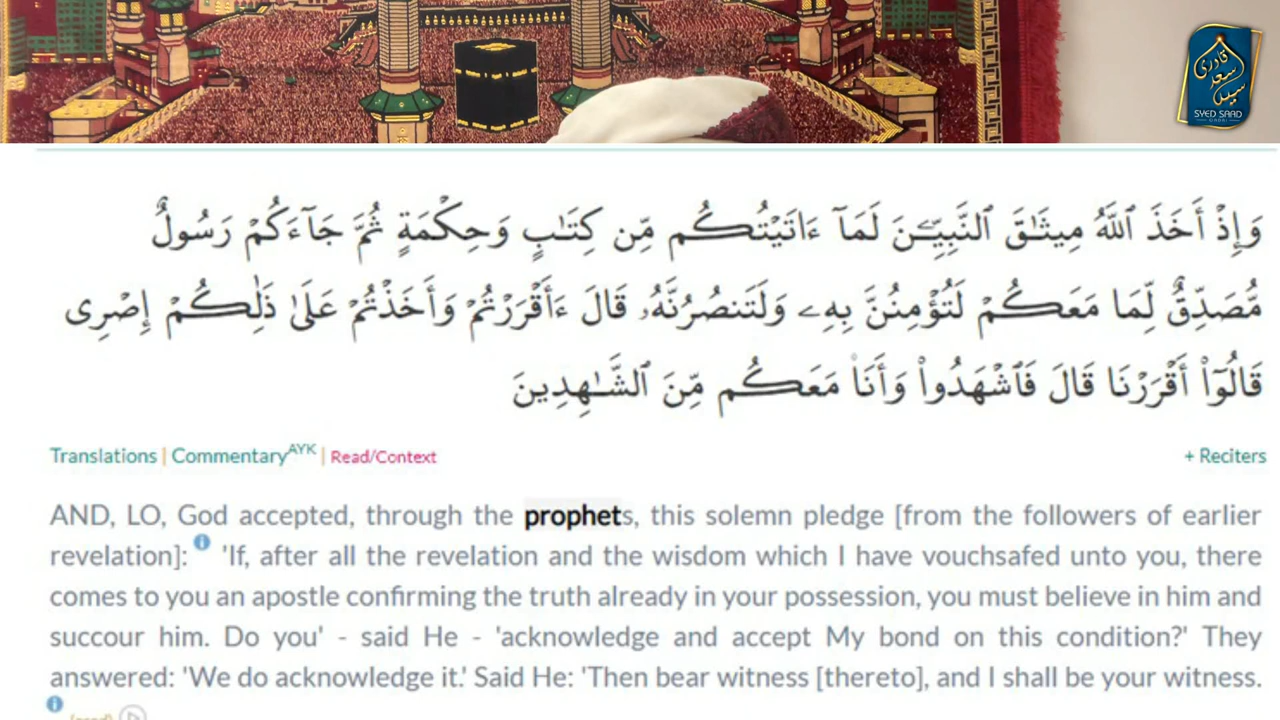 قادری
سعد
سید
SYED SAAD
QADRI
وَإِذْ أَخَذَ ٱللَّهُ مِيثَـٰقَ ٱلنَّبِيِّـۧنَ لَمَآ ءَاتَيْتُكُم مِّن كِتَـٰبٍ وَحِكْمَةٍ ثُمَّ جَآءَكُمْ رَسُولٌ
مُّصَدِّقٌ لِّمَا مَعَكُمْ لَتُؤْمِنُنَّ بِهِۦ وَلَتَنصُرُنَّهُۥ قَالَ ءَأَقْرَرْتُمْ وَأَخَذْتُمْ عَلَىٰ ذَٰلِكُمْ إِصْرِى
قَالُوٓا۟ أَقْرَرْنَا قَالَ فَٱشْهَدُوا۟ وَأَنَا۠ مَعَكُم مِّنَ ٱلشَّـٰهِدِينَ
Translations | Commentary AYK | Read/Context
+ Reciters
AND, LO, God accepted, through the prophets, this solemn pledge [from the followers of earlier
revelation]: 'If, after all the revelation and the wisdom which I have vouchsafed unto you, there
comes to you an apostle confirming the truth already in your possession, you must believe in him and
succour him. Do you' - said He - 'acknowledge and accept My bond on this condition?' They
answered: 'We do acknowledge it.' Said He: 'Then bear witness [thereto], and I shall be your witness.